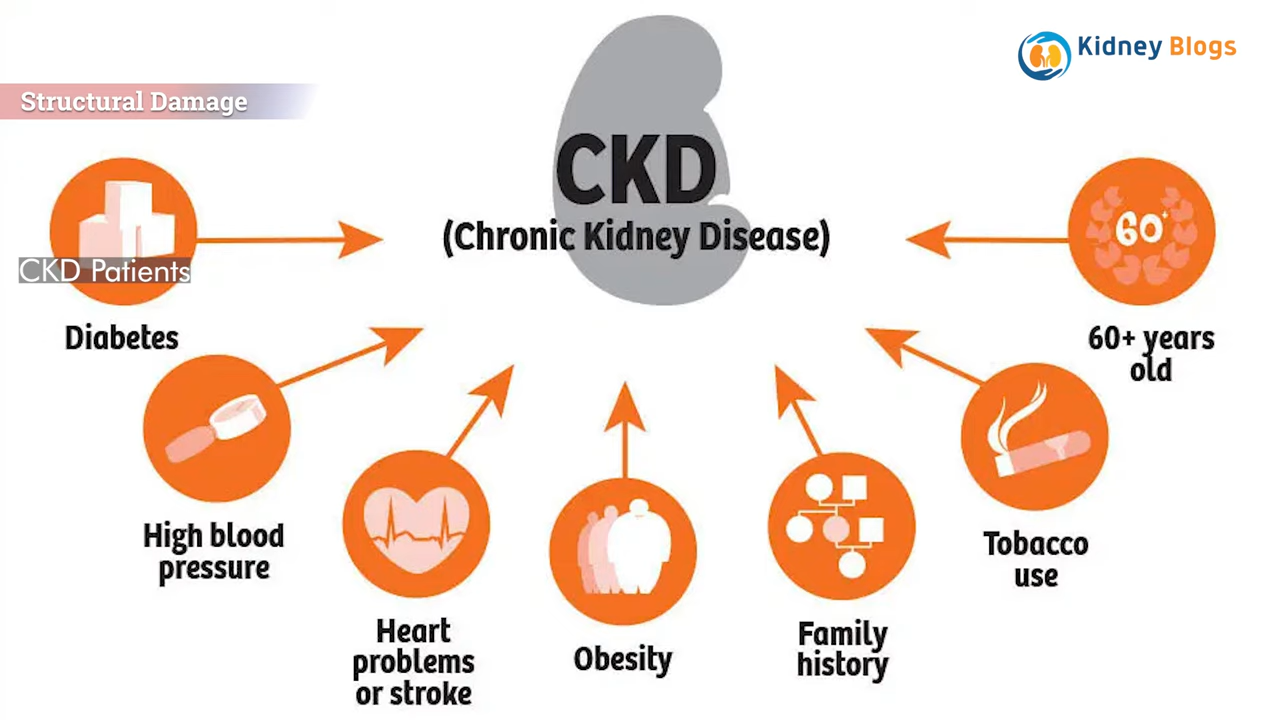 Kidney Blogs
Structural Damage
CKD
(Chronic Kidney Disease)
60+
CKD Patients
Diabetes
60+ years
old
High blood
pressure
Tobacco
use
Heart
problems
or stroke
Obesity
Family
history